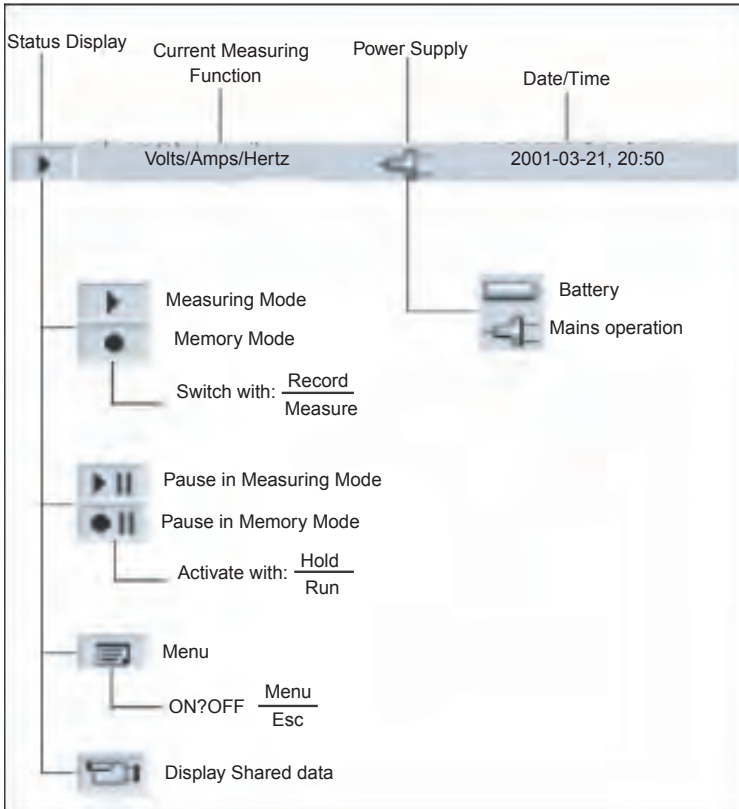 Status Display
Current Measuring
Function
Power Supply
Date/Time
Volts/Amps/Hertz
2001-03-21, 20:50
Measuring Mode
Memory Mode
Switch with: Record
Measure
Battery
Mains operation
Pause in Measuring Mode
Pause in Memory Mode
Activate with: Hold
Run
Menu
ON?OFF Menu
Esc
Display Shared data